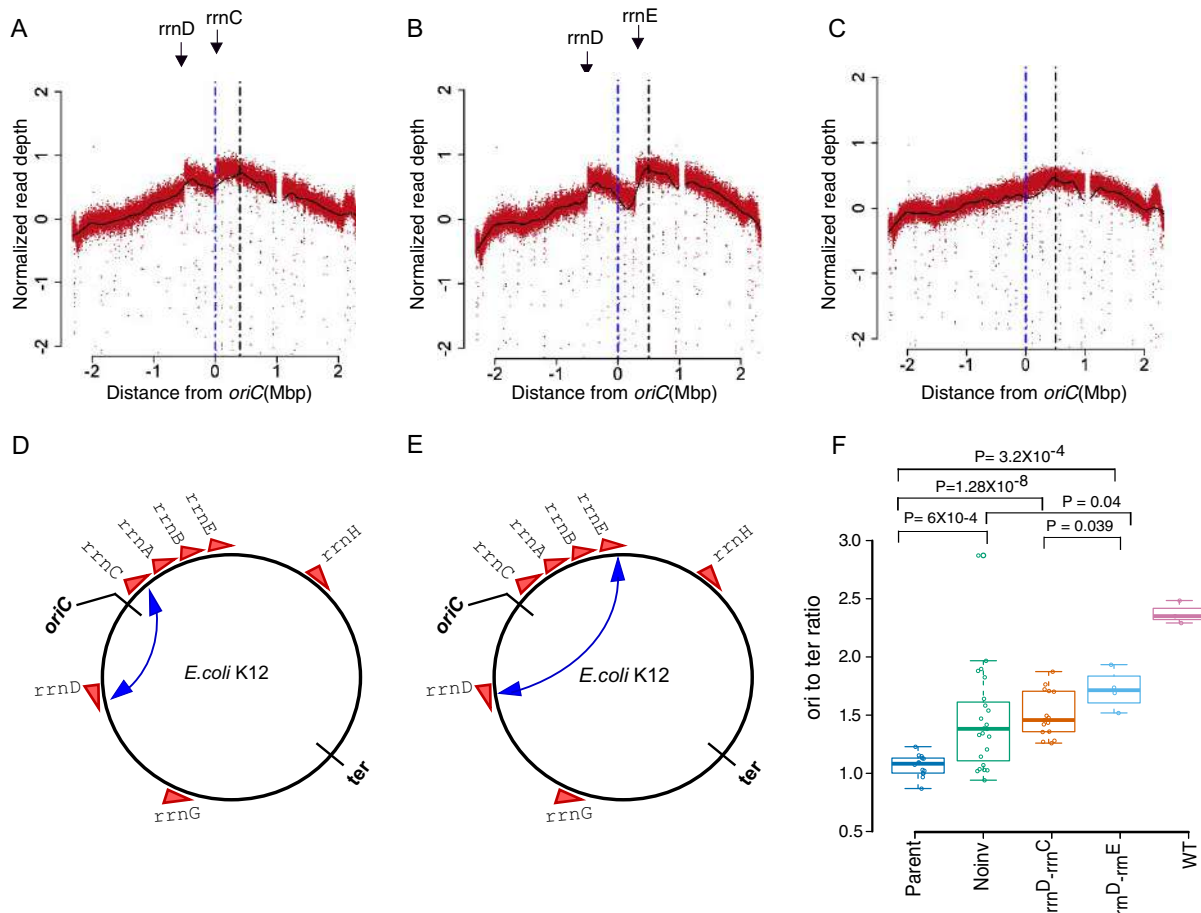 A
rrnD
rrnC
Normalized read depth
2
1
0
-1
-2
-2
-1
0
1
2
Distance from oriC(Mbp)
B
rrnD
rrnE
Normalized read depth
2
1
0
-1
-2
-2
-1
0
1
2
Distance from oriC(Mbp)
C
Normalized read depth
2
1
0
-1
-2
-2
-1
0
1
2
Distance from oriC(Mbp)
D
rrnC
rrnA
rrnB
rrnE
rrnH
oriC
E.coli K12
rrnD
ter
rrnG
E
rrnC
rrnA
rrnB
rrnE
rrnH
oriC
E.coli K12
rrnD
ter
rrnG
F
P= 3.2X10-4
P=1.28X10-8
P = 0.04
P= 6X10-4
P = 0.039
ori to ter ratio
3.0
2.5
2.0
1.5
1.0
0.5
Parent
Noinv
rrnD-rrnC
rrnD-rrnE
WT